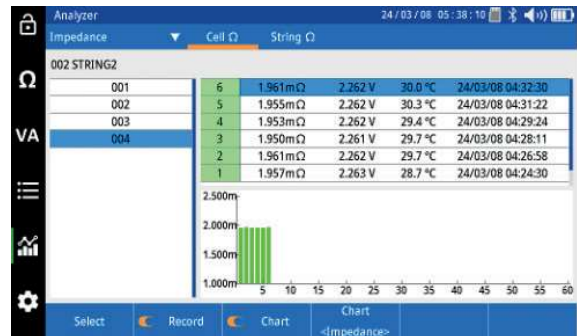 Analyzer 24/03/08 05:38:10
Impedance ▼ Cell Ω String Ω
002 STRING2
Ω
VA
001
002
003
004
6 1.961mΩ 2.262 V 30.0 °C 24/03/08 04:32:30
5 1.955mΩ 2.262 V 30.3 °C 24/03/08 04:31:22
4 1.953mΩ 2.262 V 29.4 °C 24/03/08 04:29:24
3 1.950mΩ 2.261 V 29.7 °C 24/03/08 04:28:11
2 1.961mΩ 2.262 V 29.7 °C 24/03/08 04:26:58
1 1.957mΩ 2.263 V 28.7 °C 24/03/08 04:24:30
2.500m
2.000m
1.500m
1.000m
5 10 15 20 25 30 35 40 45 50 55 60
Select Record Chart Chart
<Impedance>